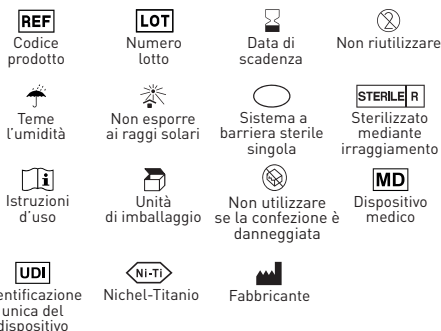 REF
LOT
Codice
prodotto
Numero
lotto
Data di
scadenza
Non riutilizzare
2
STERILE R
Teme
l'umidità
Non esporre
ai raggi solari
Sistema a
barriera sterile
singola
Sterilizzato
mediante
irraggiamento
i
MD
Istruzioni
d'uso
Unità
di imballaggio
Non utilizzare
se la confezione è
danneggiata
Dispositivo
medico
UDI
Ni-Ti
entificazione
unica del
dispositivo
Nichel-Titanio
Fabbricante